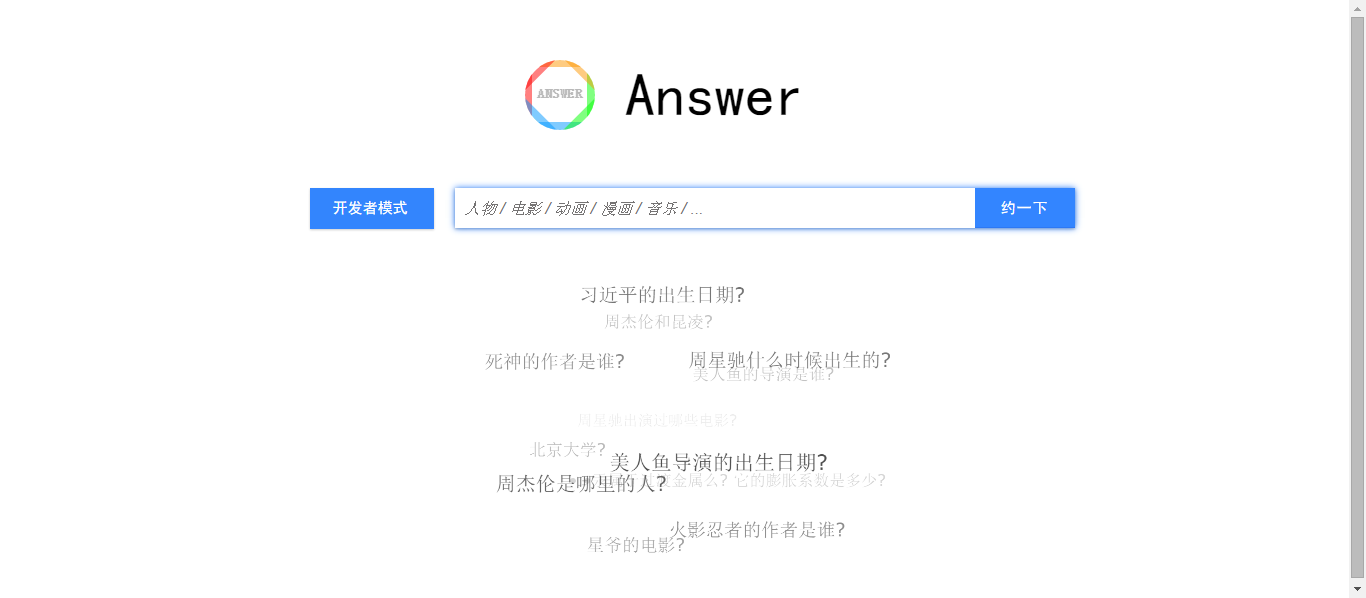 ANSWER
Answer
开发者模式
人物 / 电影 / 动画 / 漫画 / 音乐 / ...
约一下
习近平的出生日期?
周杰伦和昆凌?
死神的作者是谁?
周星驰什么时候出生的?
美人鱼的导演是谁?
周星驰出演过哪些电影?
北京大学?
美人鱼导演的出生日期?
周杰伦是哪里的人?
金属么? 它的膨胀系数是多少?
火影忍者的作者是谁?
星爷的电影?